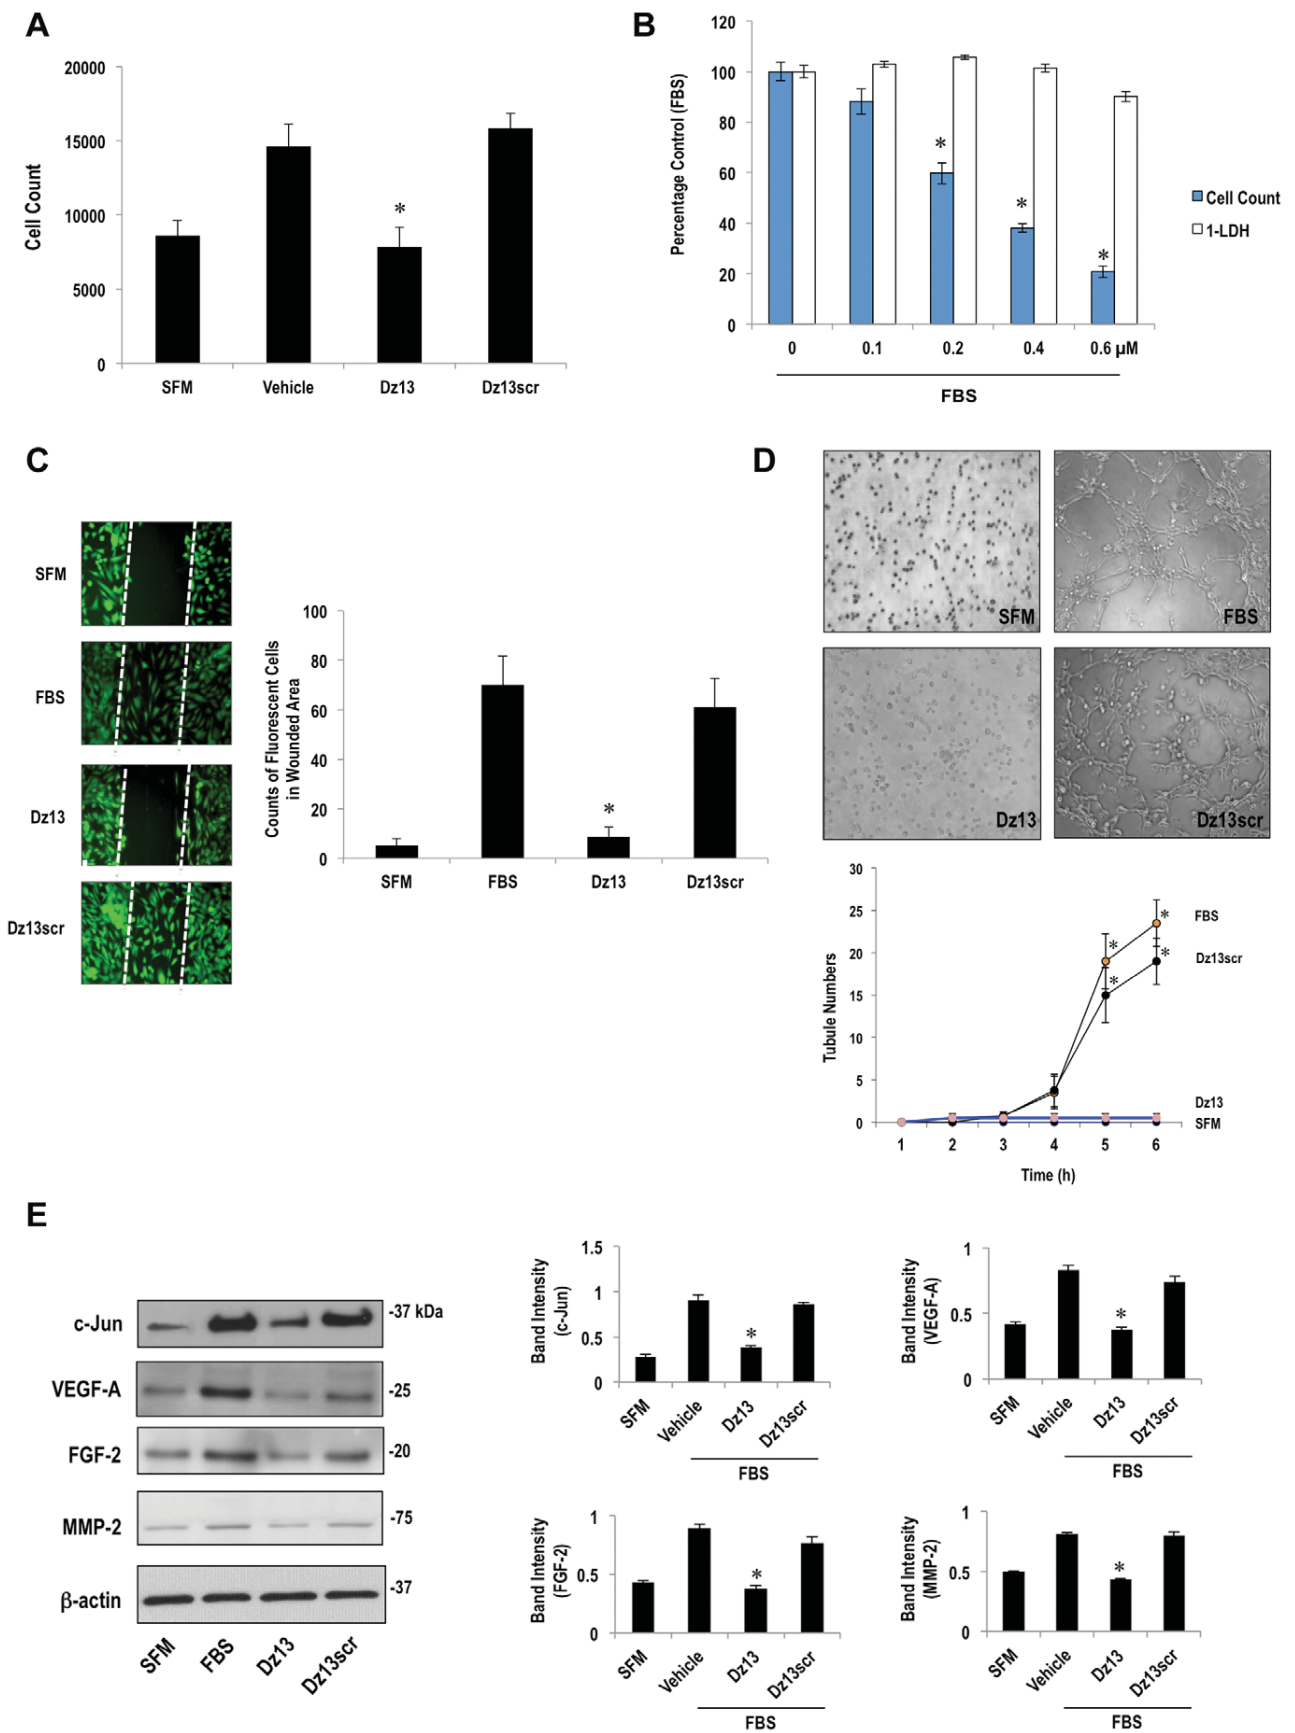 A
20000
15000
10000
5000
0
Cell Count
*
SFM Vehicle Dz13 Dz13scr
B
120
100
80
60
40
20
0
Percentage Control (FBS)
* * *
0 0.1 0.2 0.4 0.6 µM
FBS
Cell Count
1-LDH
C
SFM
FBS
Dz13
Dz13scr
100
80
60
40
20
0
Counts of Fluorescent Cells
in Wounded Area
*
SFM FBS Dz13 Dz13scr
D
SFM
FBS
Dz13
Dz13scr
30
25
20
15
10
5
0
Tubule Numbers
* *
* *
FBS
Dz13scr
Dz13
SFM
1 2 3 4 5 6
Time (h)
E
c-Jun
-37 kDa
VEGF-A
-25
FGF-2
-20
MMP-2
-75
β-actin
-37
SFM FBS Dz13 Dz13scr
1.5
1
0.5
0
Band Intensity
(c-Jun)
*
SFM Vehicle Dz13 Dz13scr
FBS
1
0.5
0
Band Intensity
(VEGF-A)
*
SFM Vehicle Dz13 Dz13scr
FBS
1
0.5
0
Band Intensity
(FGF-2)
*
SFM Vehicle Dz13 Dz13scr
FBS
1
0.5
0
Band Intensity
(MMP-2)
*
SFM Vehicle Dz13 Dz13scr
FBS